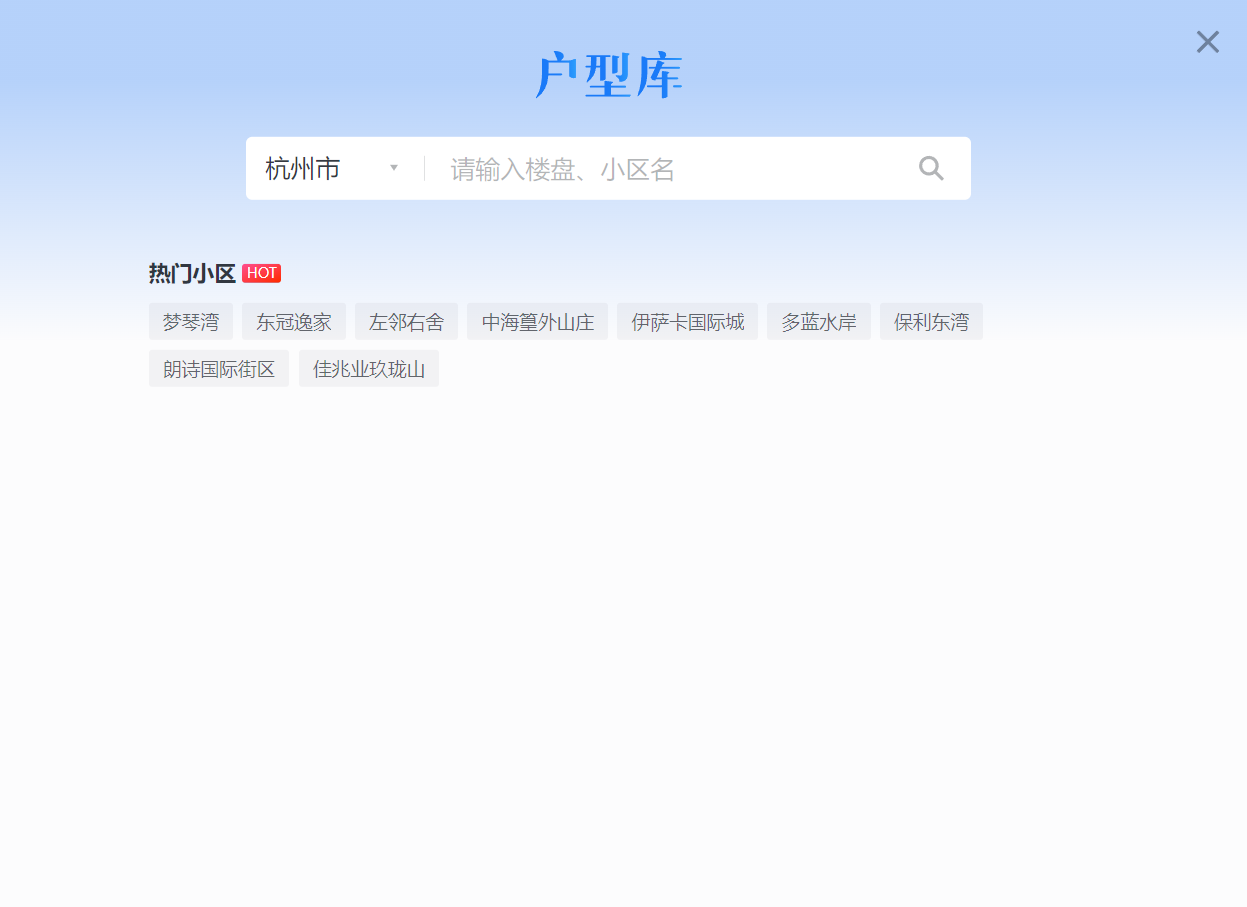 户型库
杭州市 请输入楼盘、小区名
热门小区 HOT
梦琴湾 东冠逸家 左邻右舍 中海篁外山庄 伊萨卡国际城 多蓝水岸 保利东湾
朗诗国际街区 佳兆业玖珑山